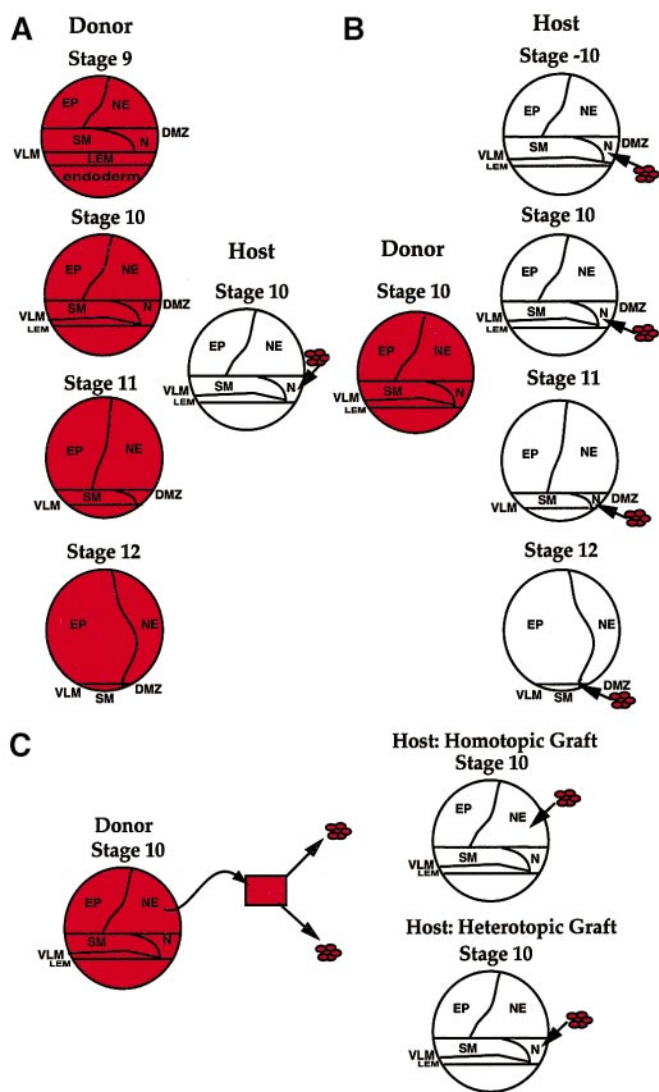 A
Donor
Stage 9
EP NE
SM N DMZ
VLM LEM
endoderm
Stage 10
EP NE
SM N DMZ
VLM
LEM
Stage 11
EP NE
VLM SM DMZ
Stage 12
EP NE
VLM DMZ
SM
Host
Stage 10
EP NE
SM N
VLM
LEM
B
Host
Stage -10
EP NE
SM N DMZ
VLM
LEM
Donor
Stage 10
EP NE
SM N
VLM
LEM
Stage 10
EP NE
SM N DMZ
VLM
LEM
Stage 11
EP NE
SM N DMZ
VLM
Stage 12
EP NE
VLM DMZ
SM
C
Donor
Stage 10
EP NE
SM N
VLM
LEM
Host: Homotopic Graft
Stage 10
EP NE
SM N
VLM
LEM
Host: Heterotopic Graft
Stage 10
EP NE
SM N
VLM
LEM